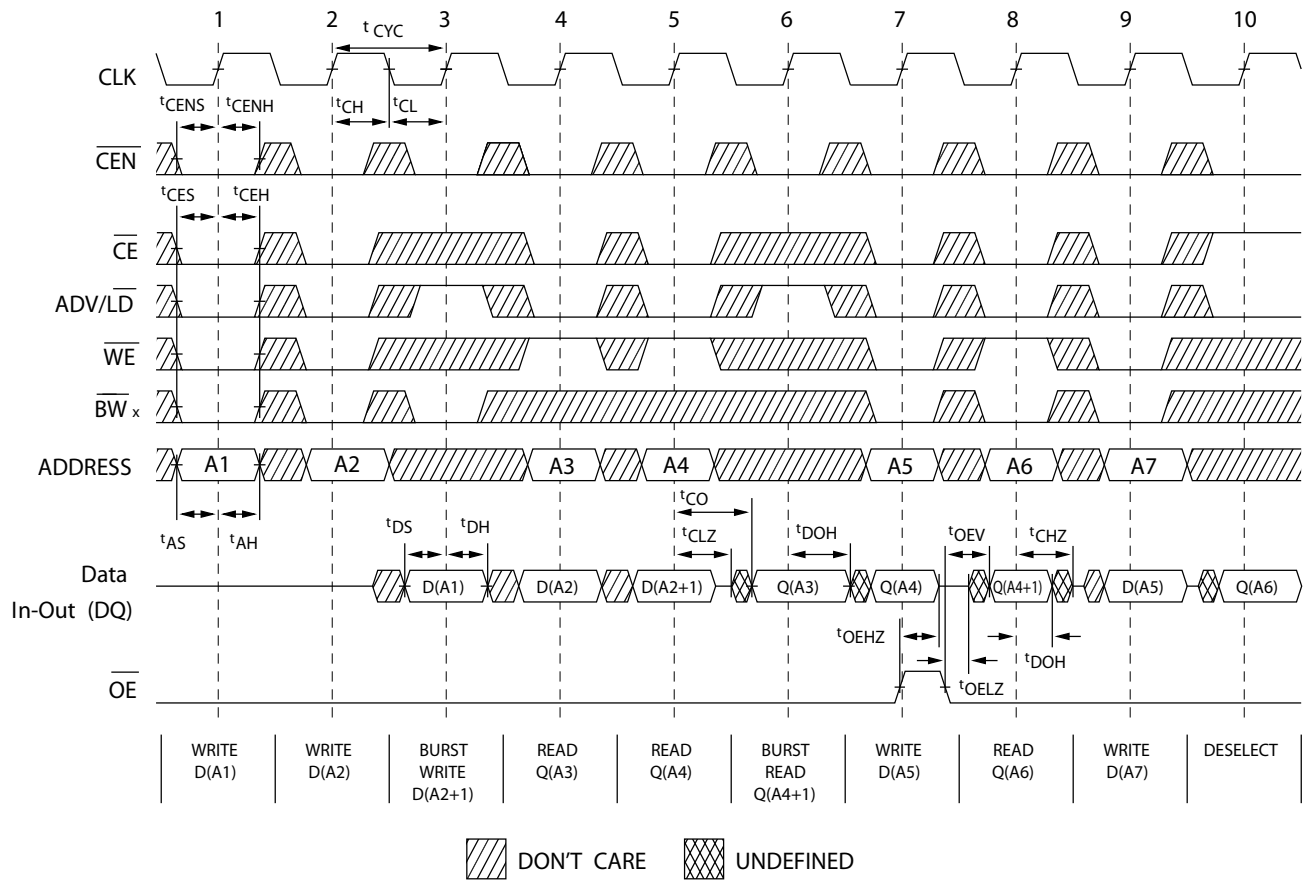 1 2 3 4 5 6 7 8 9 10
t CYC
CLK
tCENS tCENH tCH tCL
CEN
tCES tCEH
CE
ADV/LD
WE
BW x
ADDRESS A1 A2 A3 A4 A5 A6 A7
tCO
tAS tAH tDS tDH tCLZ tDOH tOEV tCHZ
Data
In-Out (DQ)
D(A1) D(A2) D(A2+1) Q(A3) Q(A4) Q(A4+1) D(A5) Q(A6)
tOEHZ tDOH
tOELZ
OE
WRITE
D(A1)
WRITE
D(A2)
BURST
WRITE
D(A2+1)
READ
Q(A3)
READ
Q(A4)
BURST
READ
Q(A4+1)
WRITE
D(A5)
READ
Q(A6)
WRITE
D(A7)
DESELECT
DON'T CARE UNDEFINED